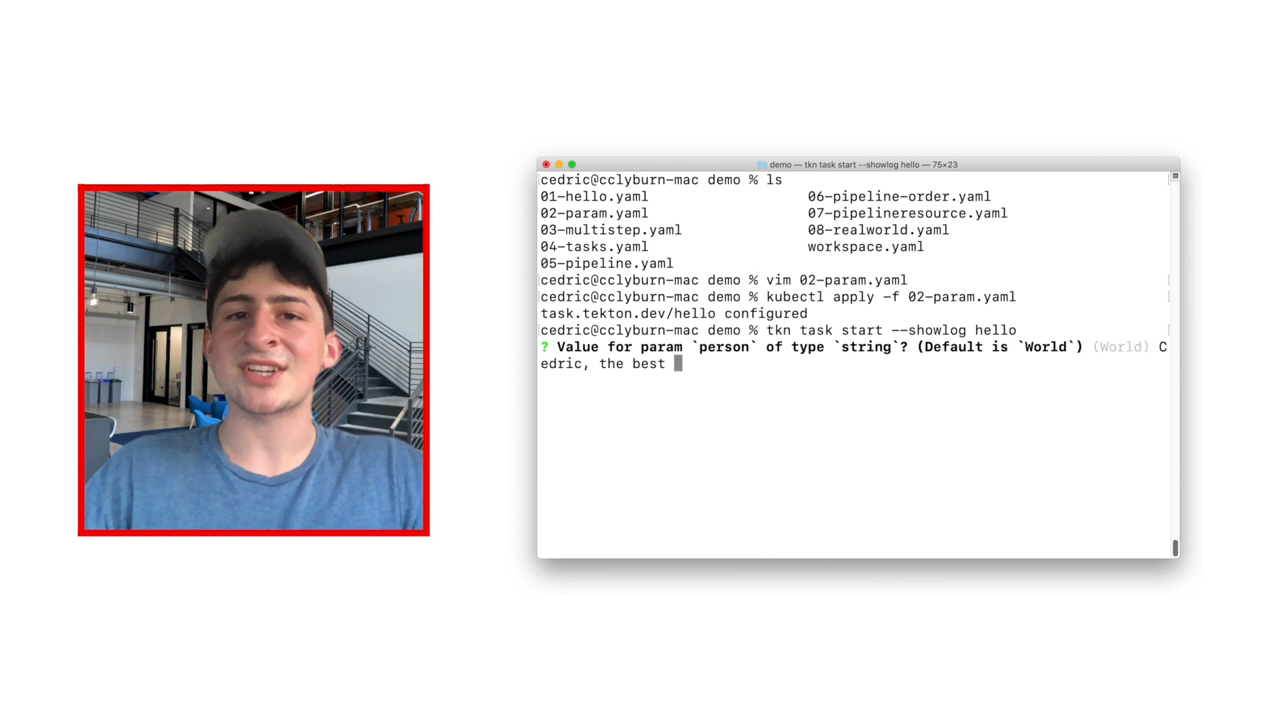 demo — tkn task start --showlog hello — 75×23
cedric@cclyburn-mac demo % ls
01-hello.yaml 06-pipeline-order.yaml
02-param.yaml 07-pipelineresource.yaml
03-multistep.yaml 08-realworld.yaml
04-tasks.yaml workspace.yaml
05-pipeline.yaml
cedric@cclyburn-mac demo % vim 02-param.yaml
cedric@cclyburn-mac demo % kubectl apply -f 02-param.yaml
task.tekton.dev/hello configured
cedric@cclyburn-mac demo % tkn task start --showlog hello
? Value for param `person` of type `string`? (Default is `World`) (World) C
edric, the best